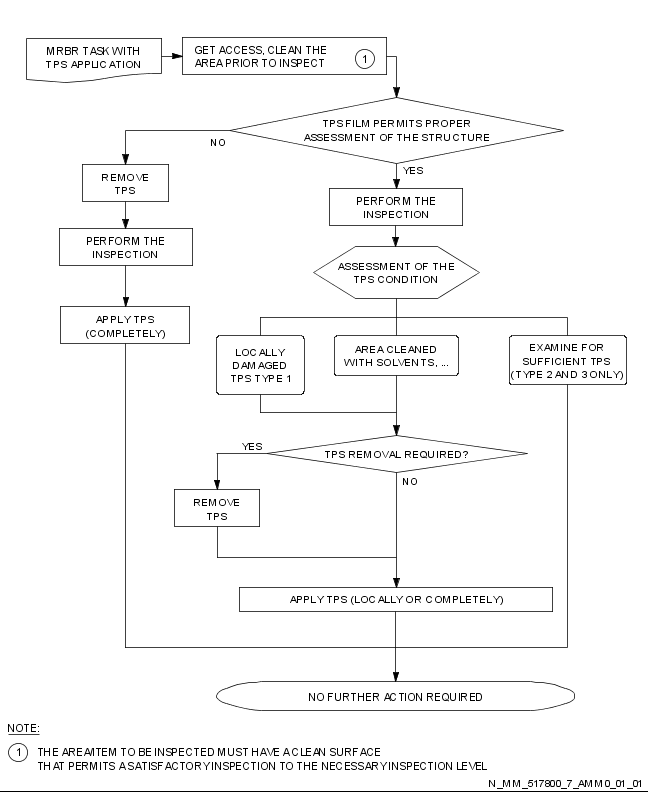 MRBR TASK WITH
TPS APPLICATION
GET ACCESS, CLEAN THE
AREA PRIOR TO INSPECT
1
TPS FILM PERMITS PROPER
ASSESSMENT OF THE STRUCTURE
NO
YES
REMOVE
TPS
PERFORM THE
INSPECTION
PERFORM THE
INSPECTION
ASSESSMENT OF THE
TPS CONDITION
APPLY TPS
(COMPLETELY)
LOCALLY
DAMAGED
TPS TYPE 1
AREA CLEANED
WITH SOLVENTS, ...
EXAMINE FOR
SUFFICIENT TPS
(TYPE 2 AND 3 ONLY)
YES
TPS REMOVAL REQUIRED?
NO
REMOVE
TPS
APPLY TPS (LOCALLY OR COMPLETELY)
NO FURTHER ACTION REQUIRED
NOTE:
1 THE AREA/ITEM TO BE INSPECTED MUST HAVE A CLEAN SURFACE
THAT PERMITS A SATISFACTORY INSPECTION TO THE NECESSARY INSPECTION LEVEL
N_MM_517800_7_AMM0_01_01